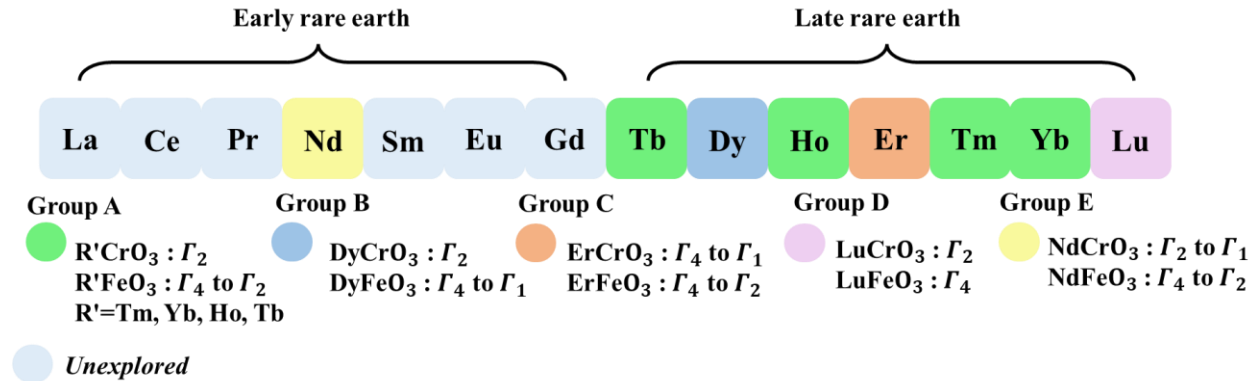 Early rare earth
Late rare earth
La Ce Pr Nd Sm Eu Gd Tb Dy Ho Er Tm Yb Lu
Group A
R'CrO₃ : Γ₂
R'FeO₃ : Γ₄ to Γ₂
R'=Tm, Yb, Ho, Tb
Group B
DyCrO₃ : Γ₂
DyFeO₃ : Γ₄ to Γ₁
Group C
ErCrO₃ : Γ₄ to Γ₁
ErFeO₃ : Γ₄ to Γ₂
Group D
LuCrO₃ : Γ₂
LuFeO₃ : Γ₄
Group E
NdCrO₃ : Γ₂ to Γ₁
NdFeO₃ : Γ₄ to Γ₂
Unexplored